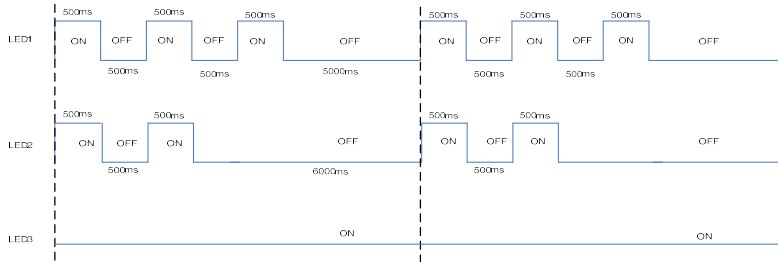 500ms 500ms 500ms 500ms 500ms 500ms
LED1 ON OFF ON OFF ON OFF ON OFF ON OFF ON OFF
500ms 500ms 5000ms 500ms 500ms
500ms 500ms 500ms 500ms
LED2 ON OFF ON OFF ON OFF ON OFF
500ms 6000ms 500ms
LED3 ON ON